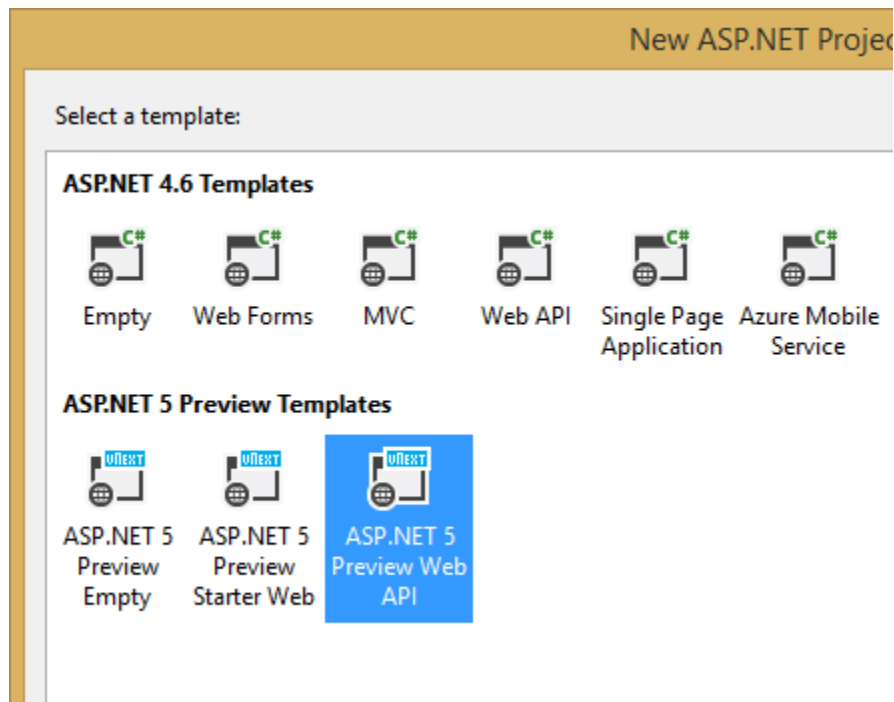 New ASP.NET Projec
Select a template:
ASP.NET 4.6 Templates
C# C# C# C# C# C#
Empty Web Forms MVC Web API Single Page Application Azure Mobile Service
ASP.NET 5 Preview Templates
VNEXT VNEXT VNEXT
ASP.NET 5 Preview Empty
ASP.NET 5 Preview Starter Web
ASP.NET 5 Preview Web API